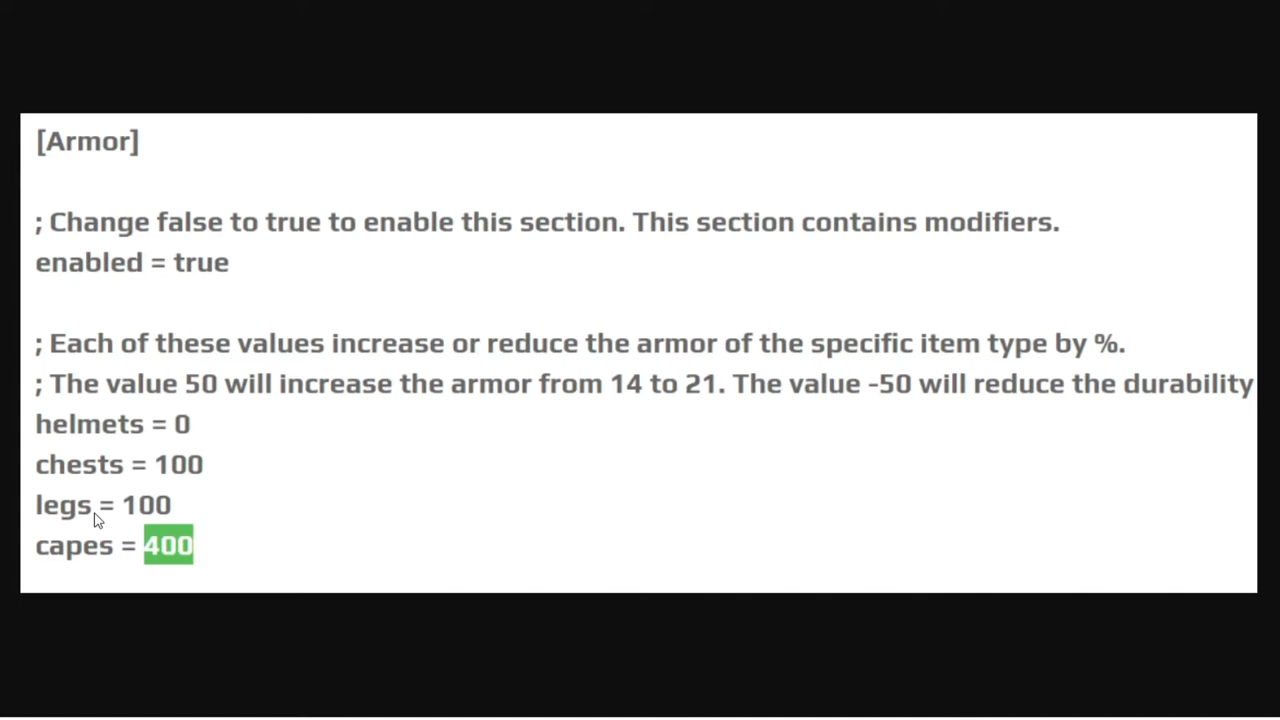 [Armor]
; Change false to true to enable this section. This section contains modifiers.
enabled = true
; Each of these values increase or reduce the armor of the specific item type by %.
; The value 50 will increase the armor from 14 to 21. The value -50 will reduce the durability
helmets = 0
chests = 100
legs = 100
capes = 400